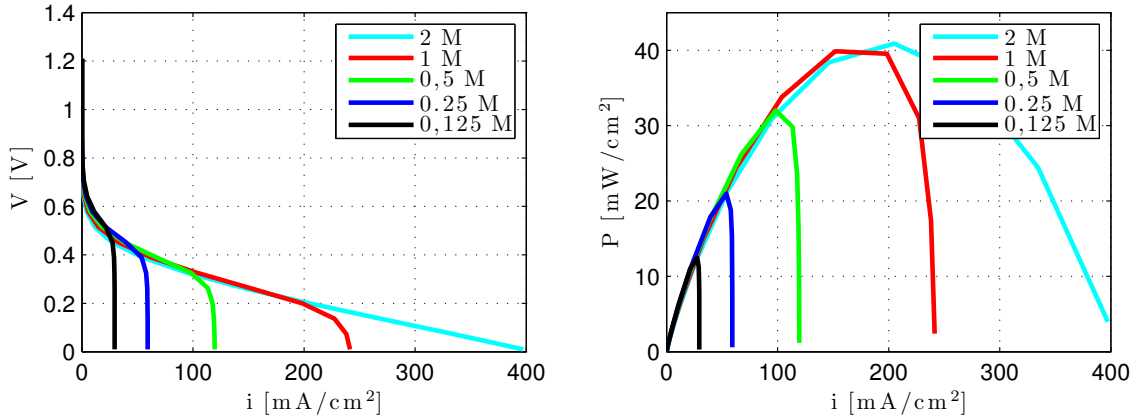 1.4
1.2
1
0.8
0.6
0.4
0.2
0
V [V]
0 100 200 300 400
i [mA/cm²]
2 M
1 M
0,5 M
0.25 M
0,125 M
40
30
20
10
0
P [mW/cm²]
0 100 200 300 400
i [mA/cm²]
2 M
1 M
0,5 M
0.25 M
0,125 M